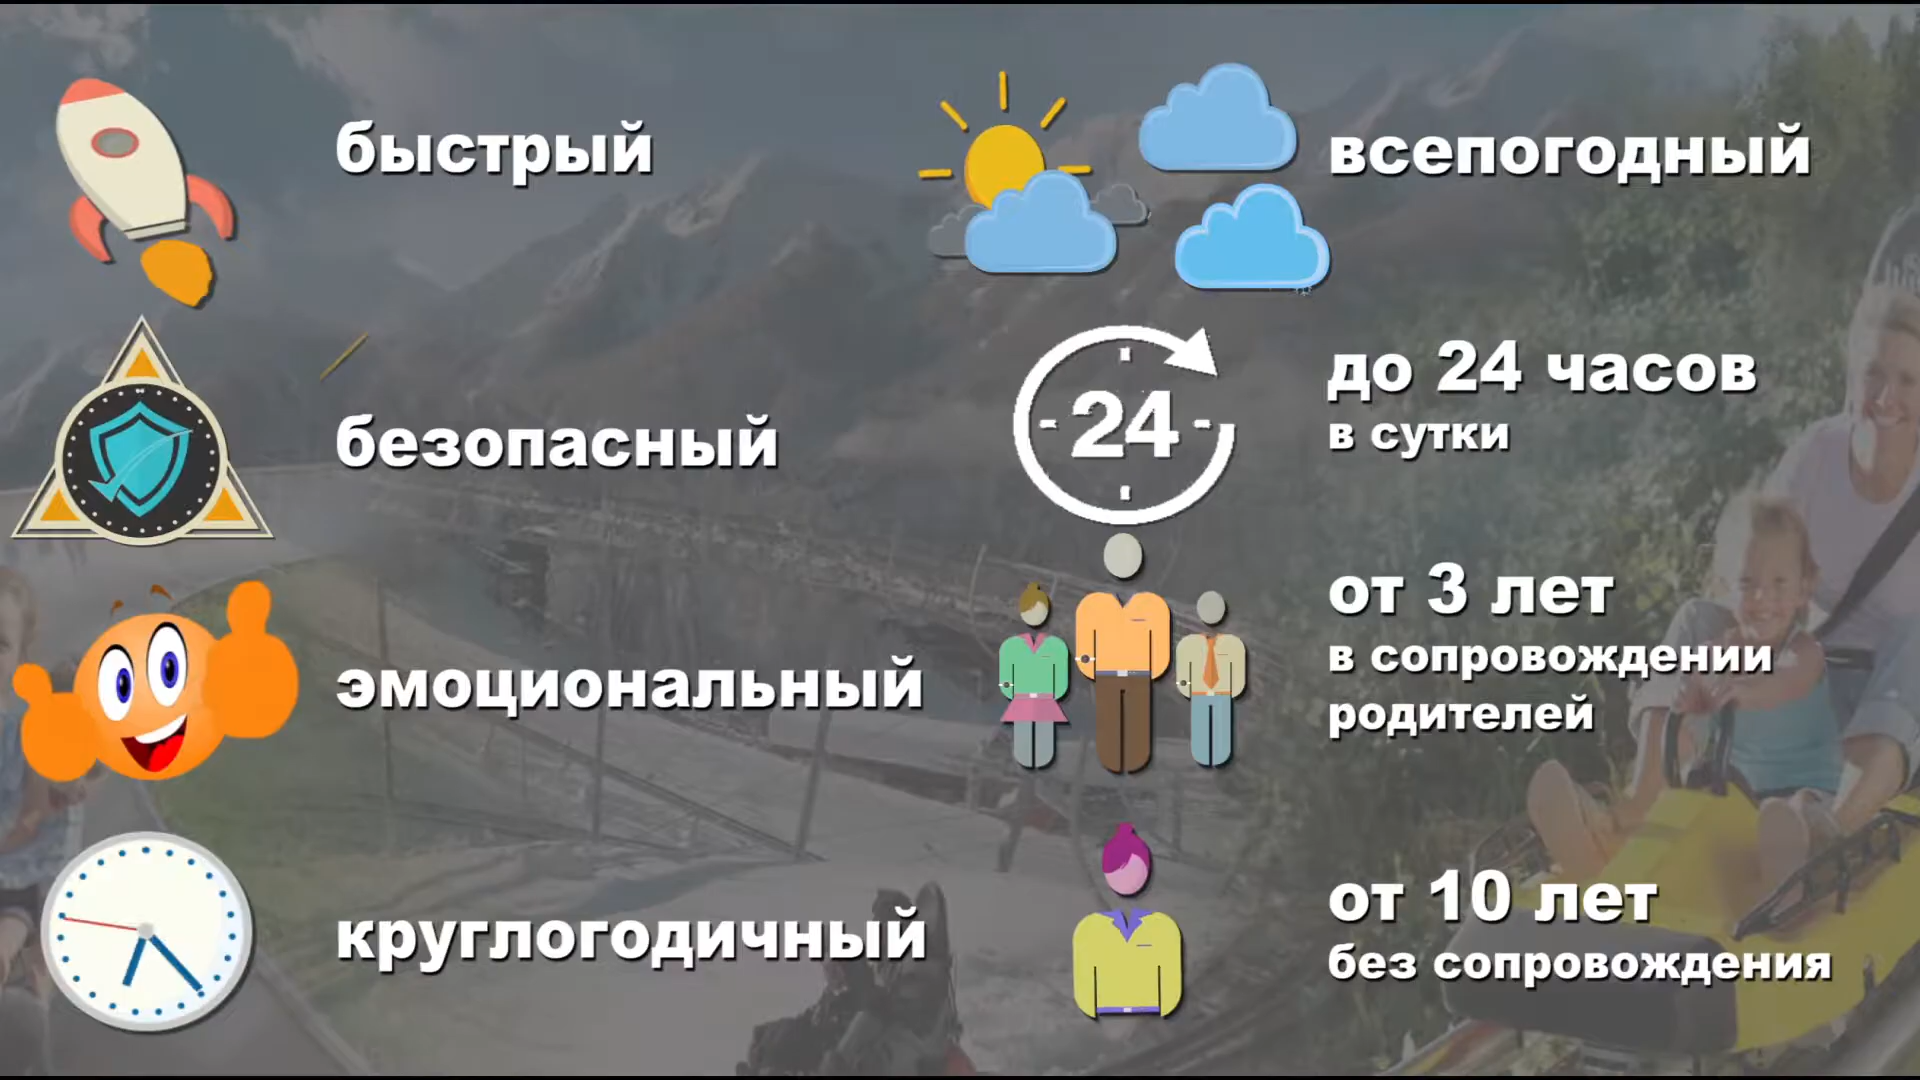 быстрый
безопасный
эмоциональный
круглогодичный
всепогодный
24
до 24 часов
в сутки
от 3 лет
в сопровождении
родителей
от 10 лет
без сопровождения